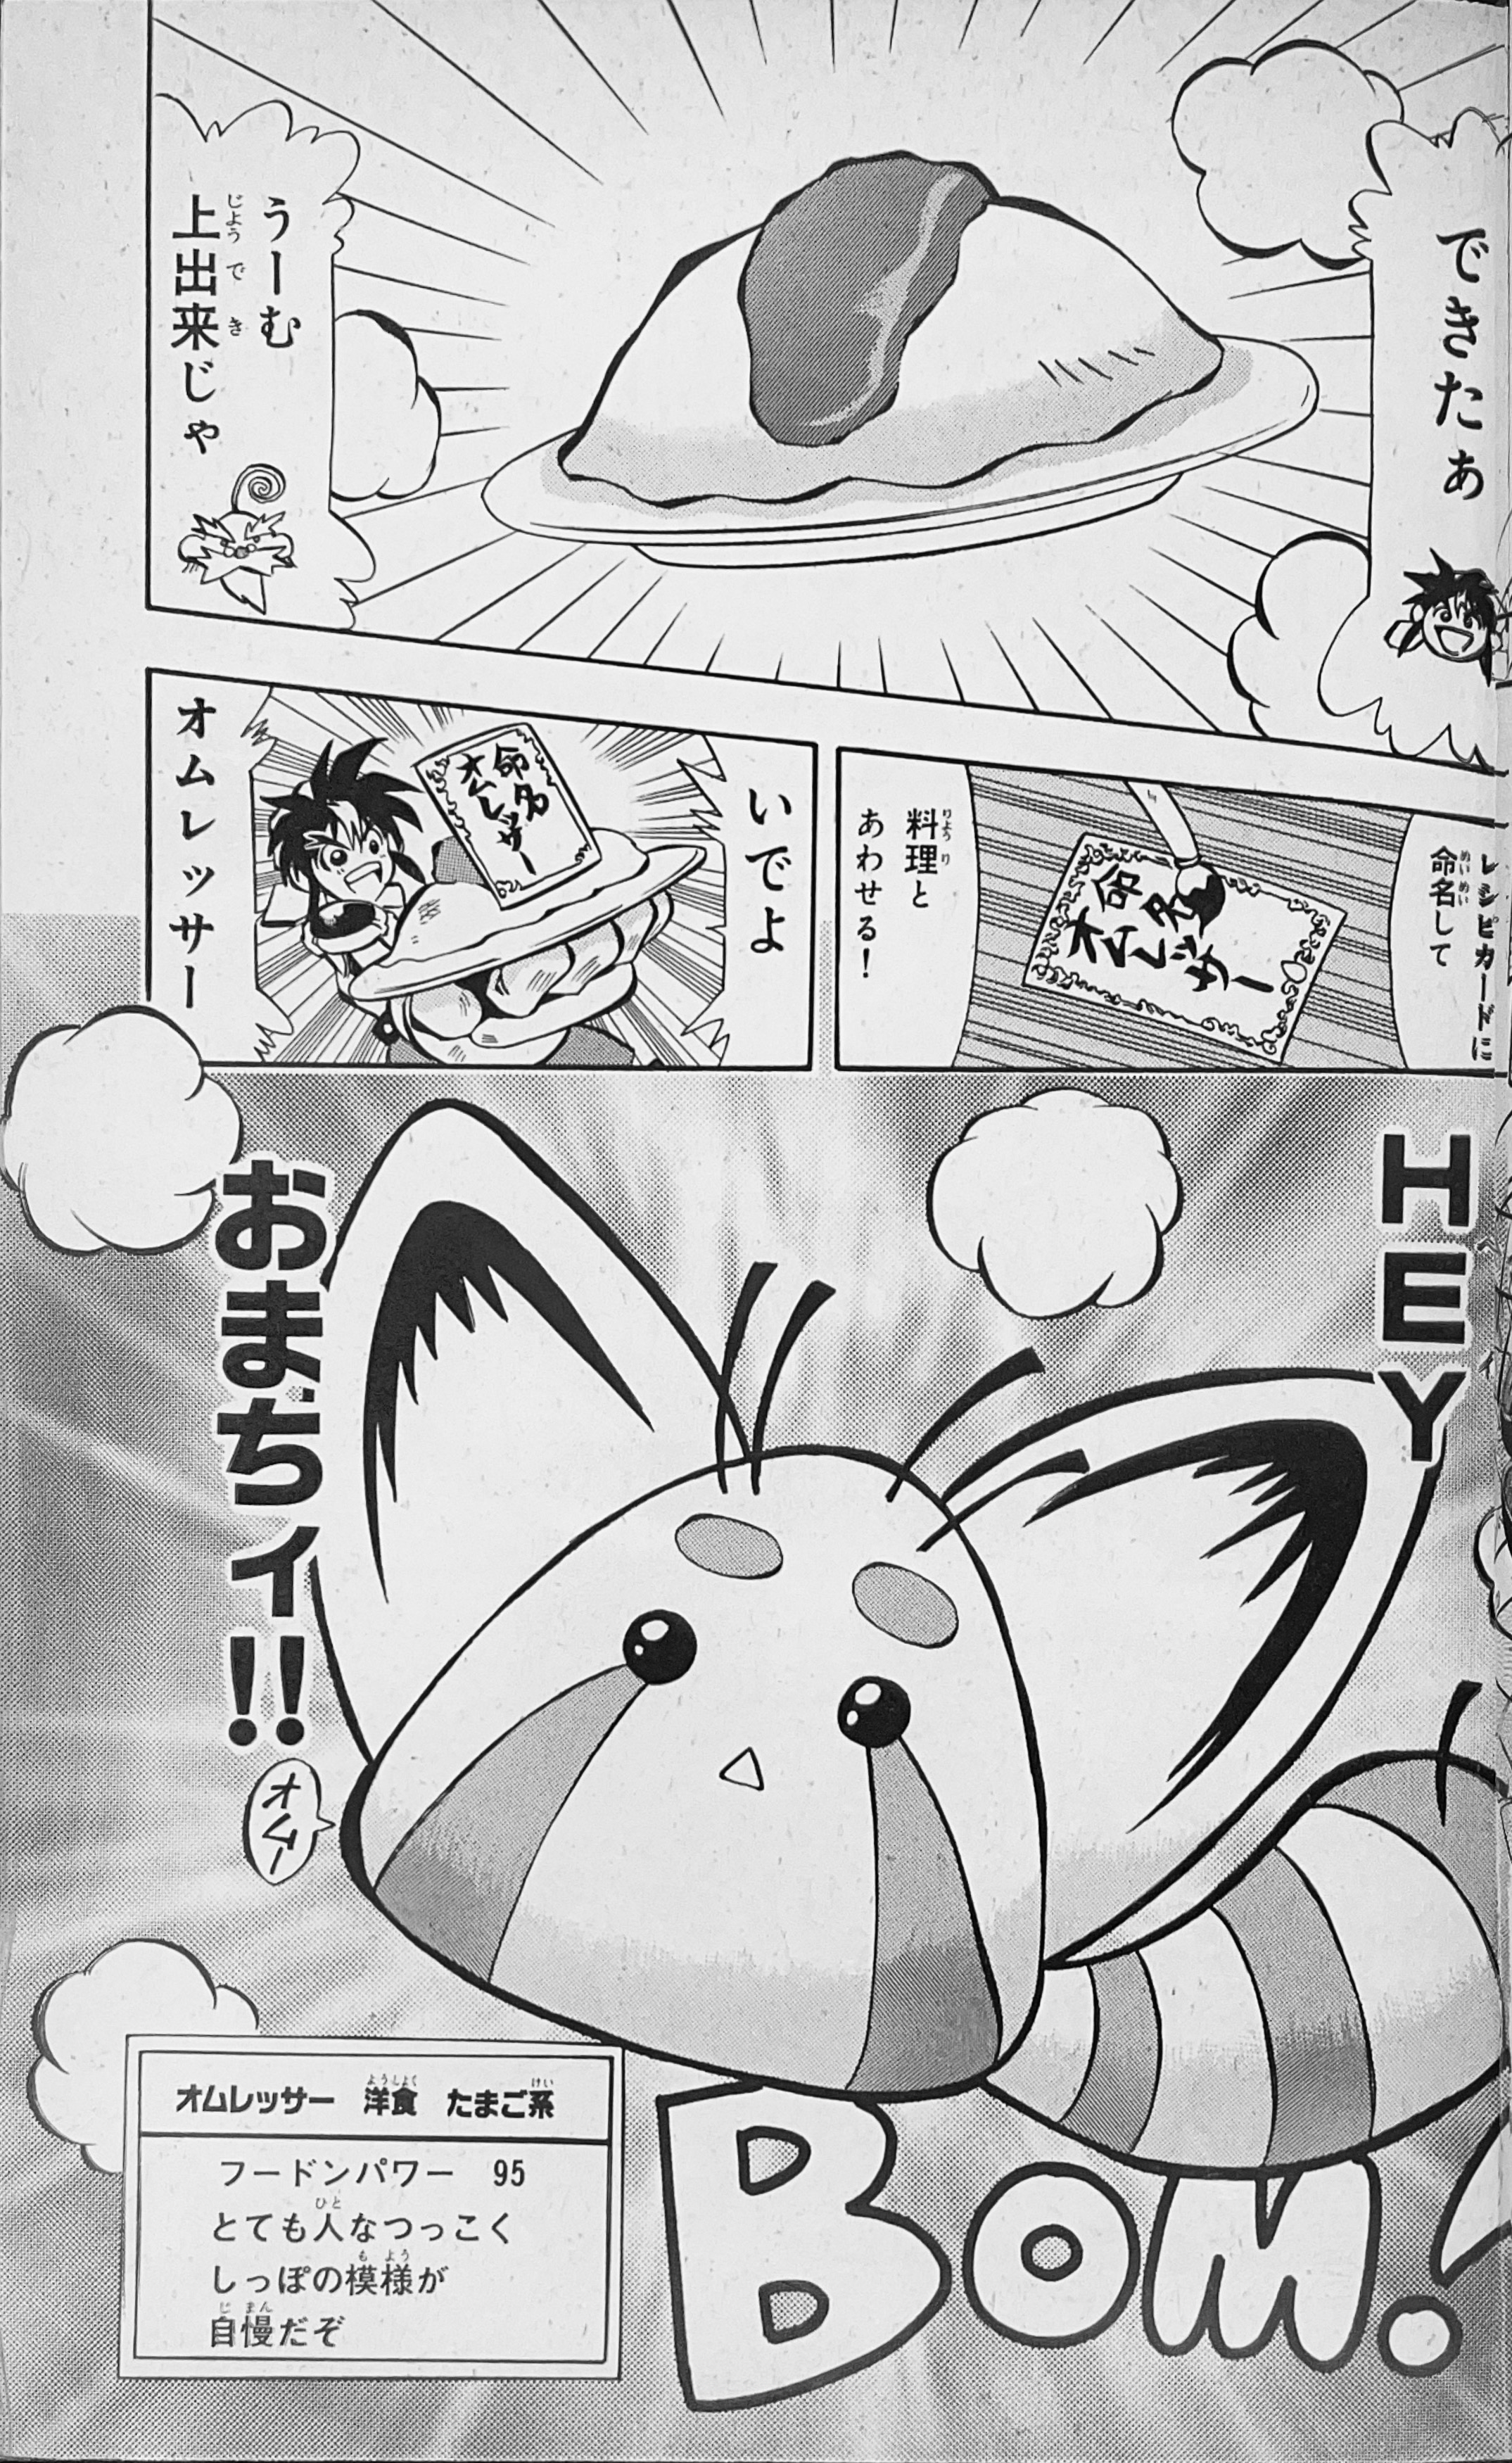 できたぁ
うーむ
上出来じゃ
レシピカードに
命名して
命名
オムレッサー
料理と
あわせる!
いでよ
命名
オムレッサー
オムレッサー
HEY
おまちィ!!
オムー
BOM!
オムレッサー 洋食 たまご系
フードンパワー 95
とても人なつっこく
しっぽの模様が
自慢だぞ